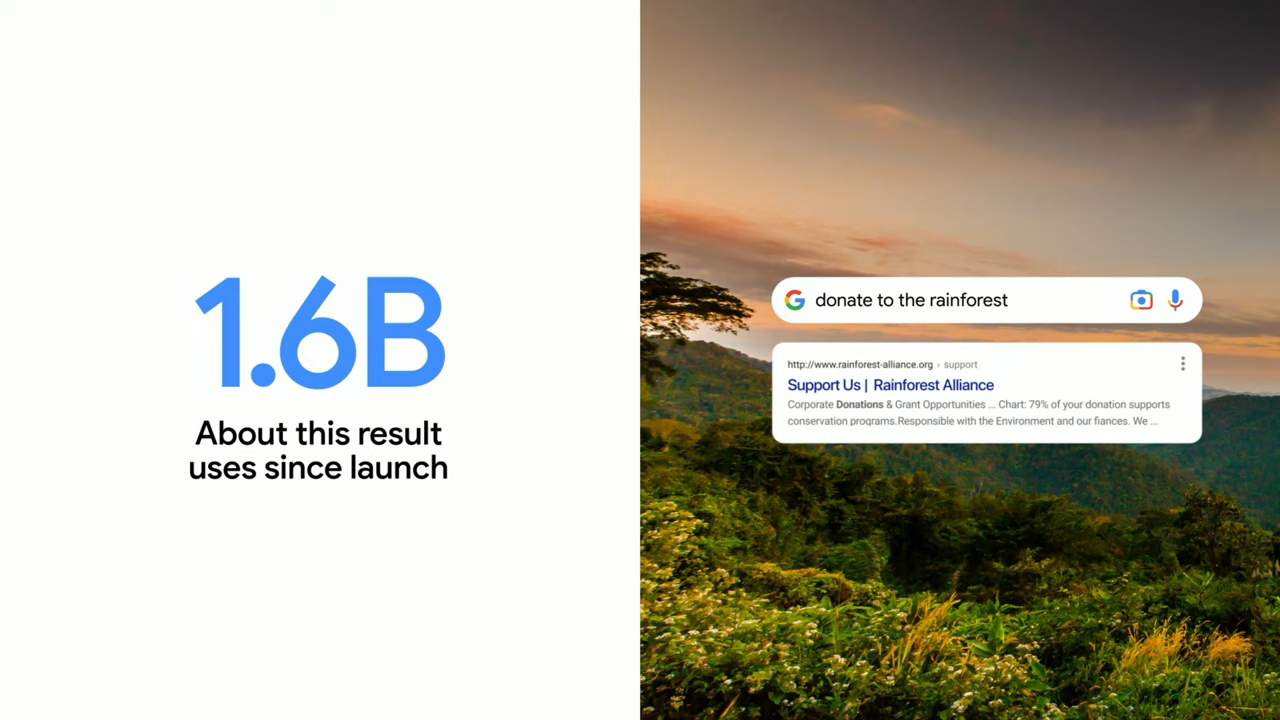 1.6B
About this result
uses since launch
donate to the rainforest
http://www.rainforest-alliance.org › support
Support Us | Rainforest Alliance
Corporate Donations & Grant Opportunities ... Chart: 79% of your donation supports
conservation programs.Responsible with the Environment and our fiances. We ...